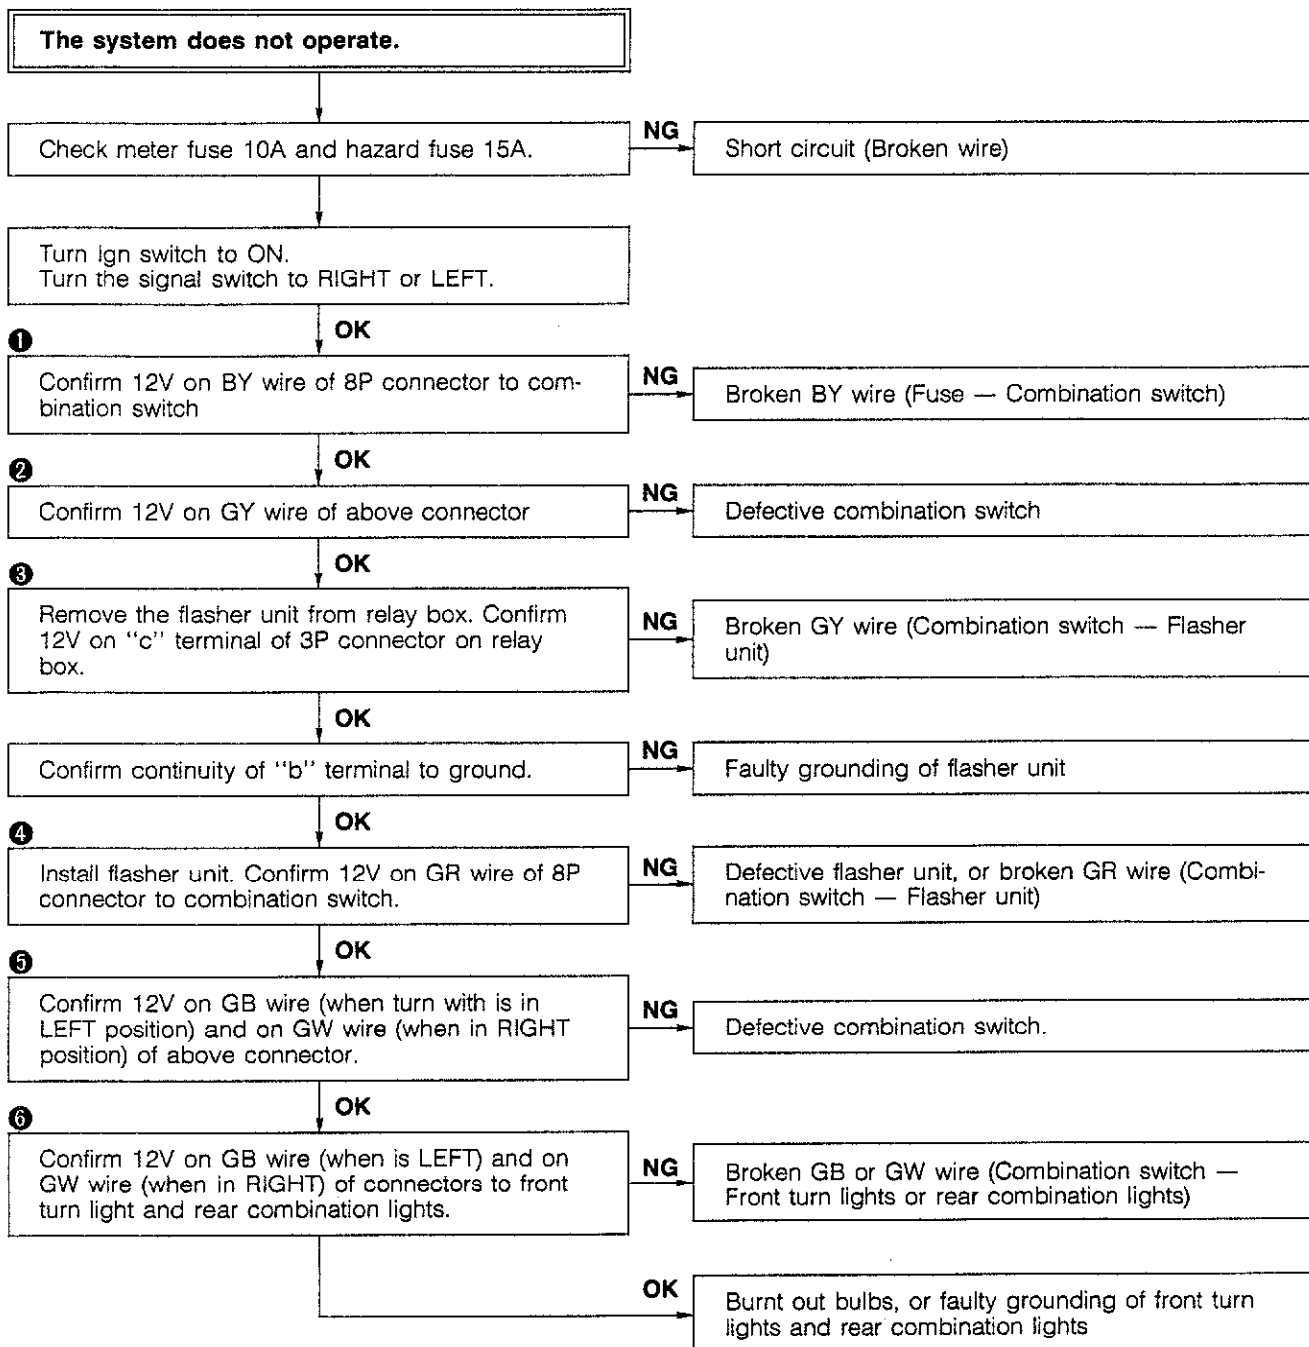 The system does not operate.
Check meter fuse 10A and hazard fuse 15A.
NG
Short circuit (Broken wire)
Turn ign switch to ON.
Turn the signal switch to RIGHT or LEFT.
OK
❶
Confirm 12V on BY wire of 8P connector to com-
bination switch
NG
Broken BY wire (Fuse — Combination switch)
OK
❷
Confirm 12V on GY wire of above connector
NG
Defective combination switch
OK
❸
Remove the flasher unit from relay box. Confirm
12V on "c" terminal of 3P connector on relay
box.
NG
Broken GY wire (Combination switch — Flasher
unit)
OK
Confirm continuity of "b" terminal to ground.
NG
Faulty grounding of flasher unit
OK
❹
Install flasher unit. Confirm 12V on GR wire of 8P
connector to combination switch.
NG
Defective flasher unit, or broken GR wire (Combi-
nation switch — Flasher unit)
OK
❺
Confirm 12V on GB wire (when turn with is in
LEFT position) and on GW wire (when in RIGHT
position) of above connector.
NG
Defective combination switch.
OK
❻
Confirm 12V on GB wire (when is LEFT) and on
GW wire (when in RIGHT) of connectors to front
turn light and rear combination lights.
NG
Broken GB or GW wire (Combination switch —
Front turn lights or rear combination lights)
OK
Burnt out bulbs, or faulty grounding of front turn
lights and rear combination lights